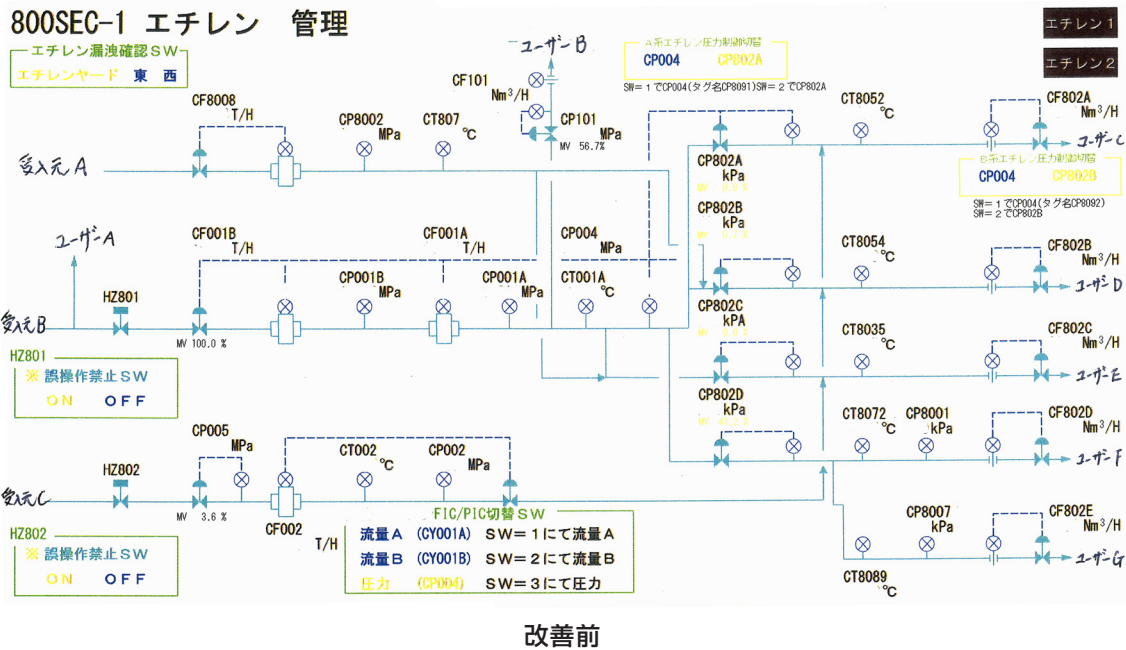 800SEC-1 エチレン 管理
エチレン1
エチレン2
エチレン漏洩確認SW
エチレンヤード 東 西
ユーザーB
A系エチレン圧力制御切替
CP004 CP802A
SW=1でCP004(タグ名CP8091)SW=2でCP802A
CF8008
T/H
CP8002
MPa
CT807
℃
CF101
Nm³/H
CP101
MPa
MV 56.7%
CT8052
℃
CF802A
Nm³/H
ユーザーC
受入元A
CP802A
kPa
B系エチレン圧力制御切替
CP004 CP802B
SW=1でCP004(タグ名CP8092)
SW=2でCP802B
CP802B
kPa
ユーザーA
CF001B
T/H
CF001A
T/H
CP004
MPa
CT8054
℃
CF802B
Nm³/H
ユーザーD
HZ801
CP001B
MPa
CP001A
MPa
CT001A
℃
受入元B
MV 100.0 %
CP802C
kPA
CT8035
℃
CF802C
Nm³/H
ユーザーE
HZ801
※ 誤操作禁止SW
ON OFF
CP802D
kPa
CT8072
℃
CP8001
kPa
CF802D
Nm³/H
ユーザーF
HZ802
CP005
MPa
CT002
℃
CP002
MPa
受入元C
MV 3.6 %
CF002
T/H
HZ802
※ 誤操作禁止SW
ON OFF
FIC/PIC切替SW
流量A (CY001A) SW=1にて流量A
流量B (CY001B) SW=2にて流量B
圧力 (CP004) SW=3にて圧力
CT8089
℃
CP8007
kPa
CF802E
Nm³/H
ユーザーG
改善前